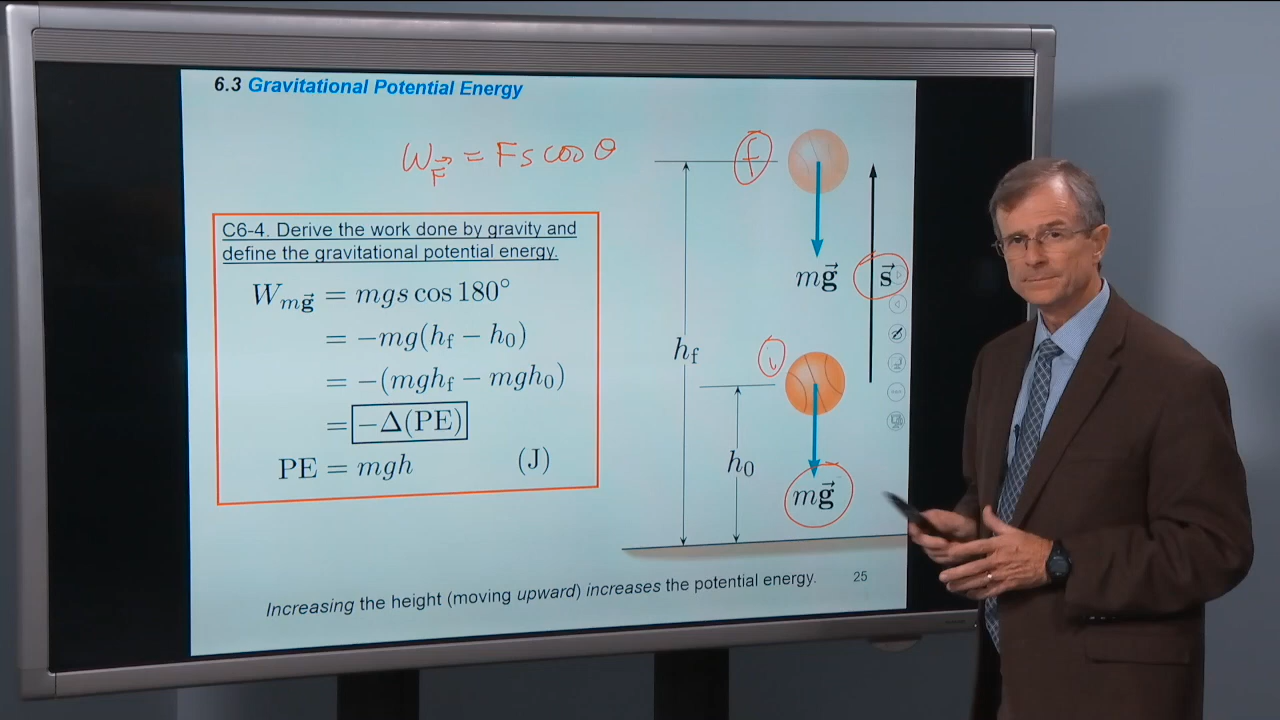 6.3 Gravitational Potential Energy
W_F⃗ = Fs cos θ
C6-4. Derive the work done by gravity and
define the gravitational potential energy.
W_mg⃗ = mgs cos 180°
= −mg(h_f − h_0)
= −(mgh_f − mgh_0)
= −Δ(PE)
PE = mgh (J)
f
mg⃗
s⃗
h_f
i
h_0
mg⃗
Increasing the height (moving upward) increases the potential energy.
25